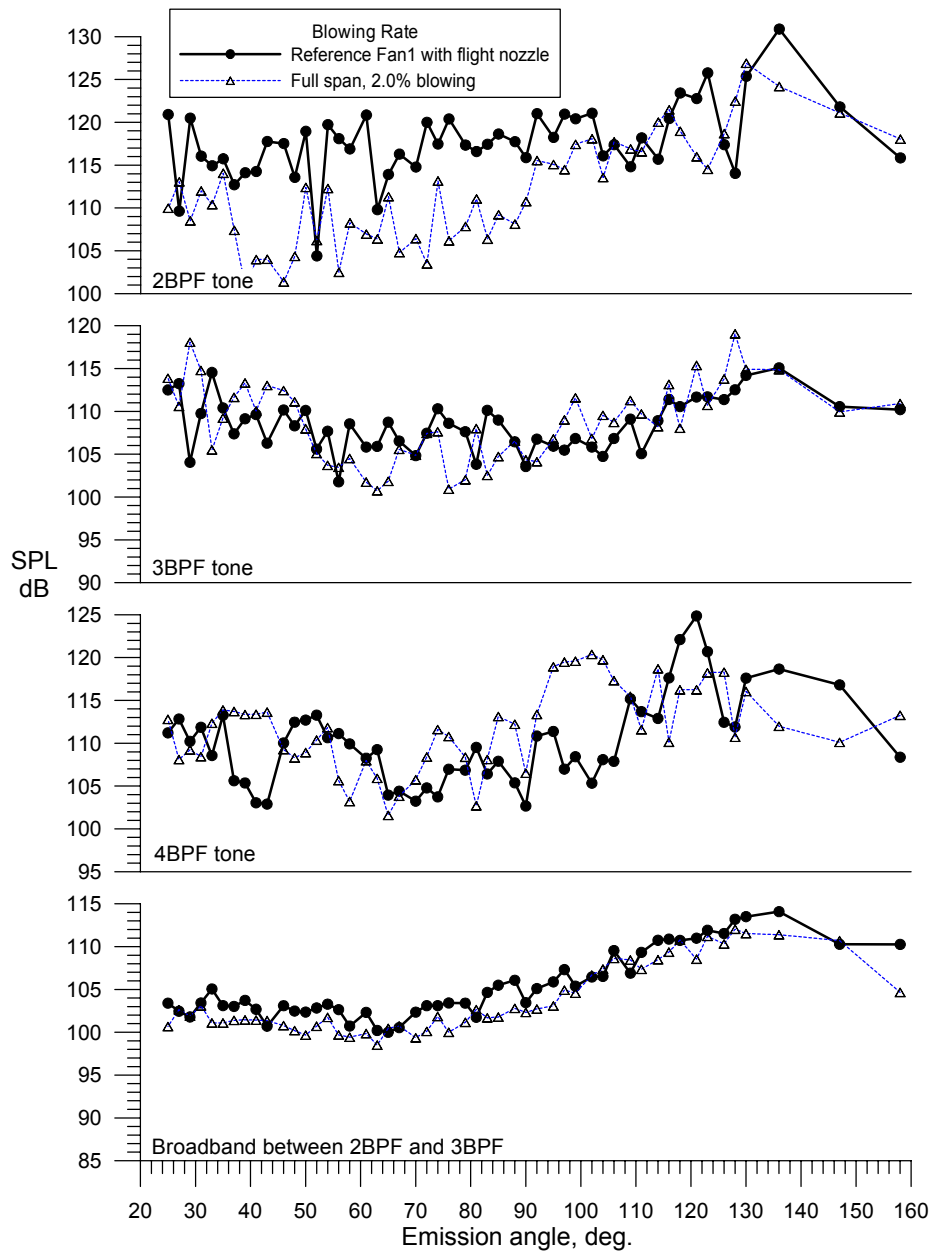 Blowing Rate
Reference Fan1 with flight nozzle
Full span, 2.0% blowing
130
125
120
115
110
105
100
2BPF tone
120
115
110
105
100
95
90
3BPF tone
SPL
dB
125
120
115
110
105
100
95
4BPF tone
115
110
105
100
95
90
85
Broadband between 2BPF and 3BPF
20 30 40 50 60 70 80 90 100 110 120 130 140 150 160
Emission angle, deg.